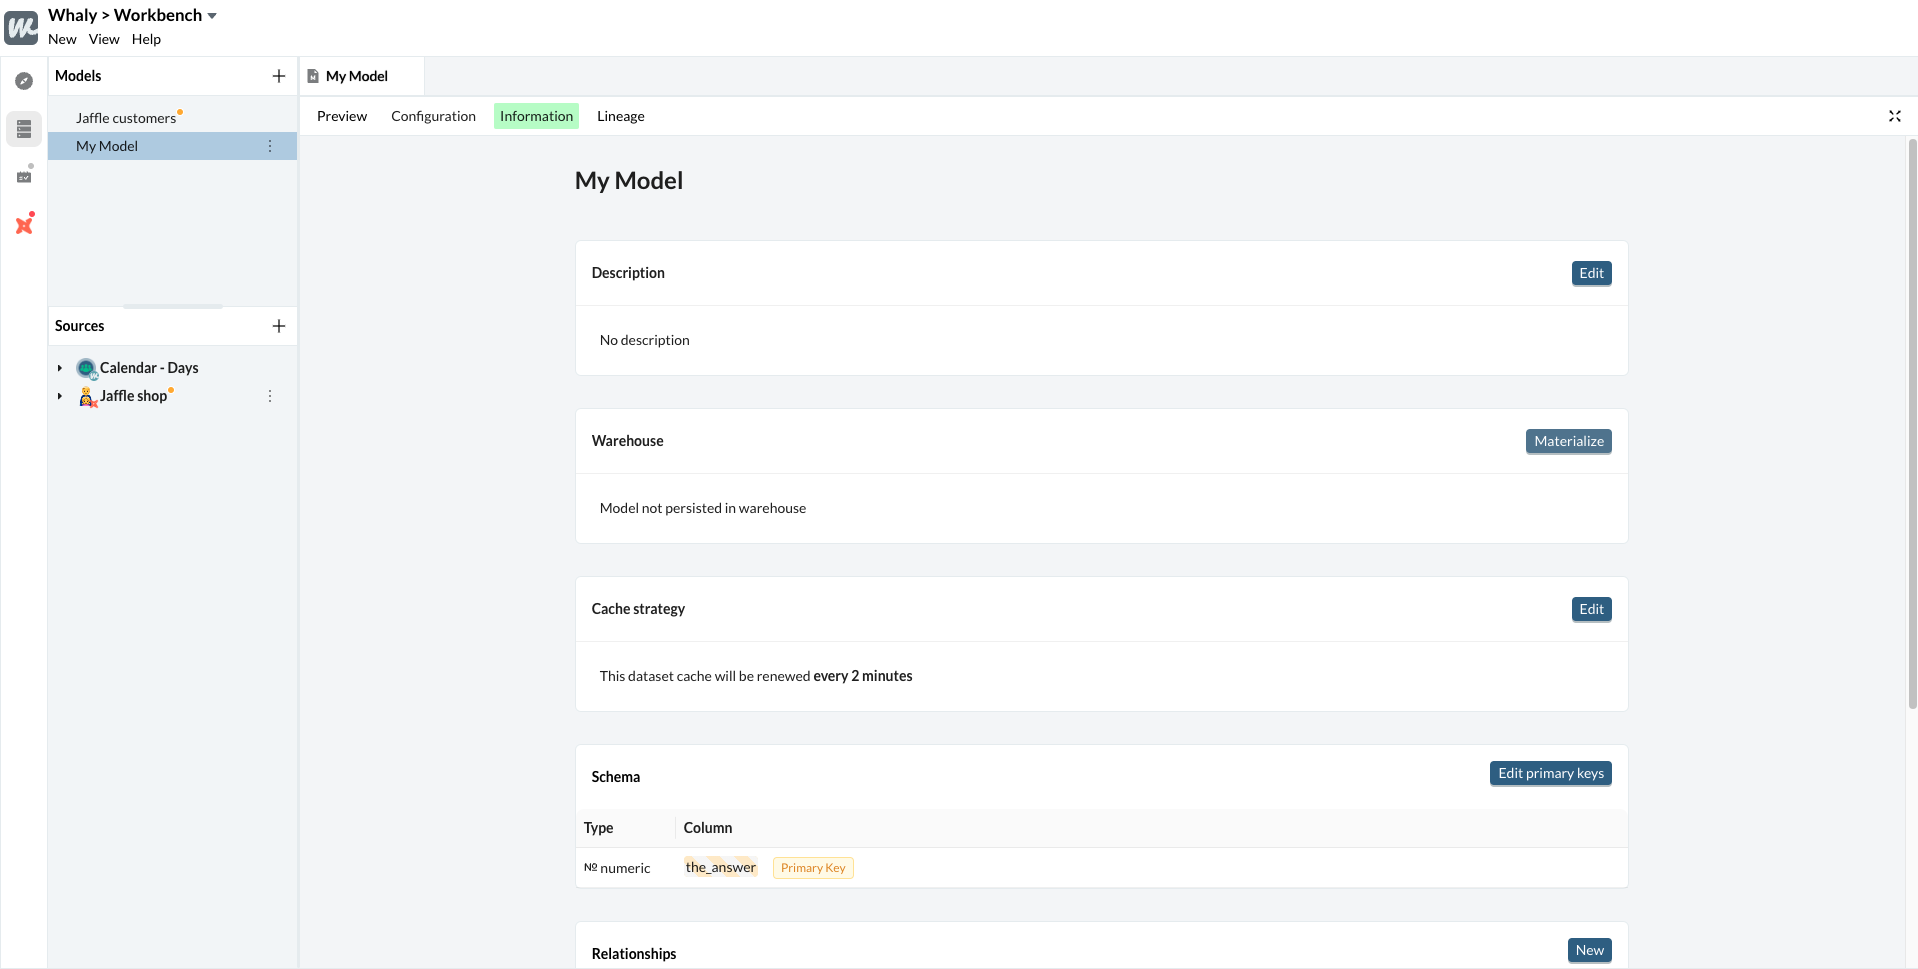 Whaly > Workbench
New View Help
Models
My Model
Jaffle customers
My Model
Sources
Calendar - Days
Jaffle shop
Preview Configuration Information Lineage
My Model
Description Edit
No description
Warehouse Materialize
Model not persisted in warehouse
Cache strategy Edit
This dataset cache will be renewed every 2 minutes
Schema Edit primary keys
Type Column
№ numeric the_answer Primary Key
Relationships New